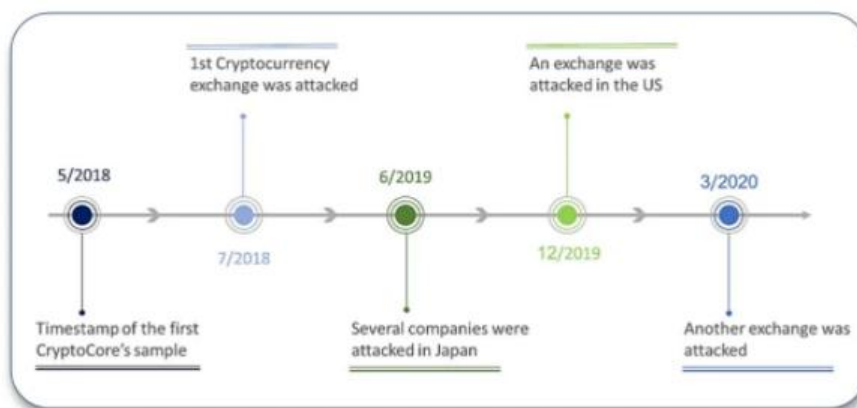 1st Cryptocurrency
exchange was attacked
An exchange was
attacked in the US
5/2018
6/2019
3/2020
7/2018
12/2019
Timestamp of the first
CryptoCore's sample
Several companies were
attacked in Japan
Another exchange was
attacked